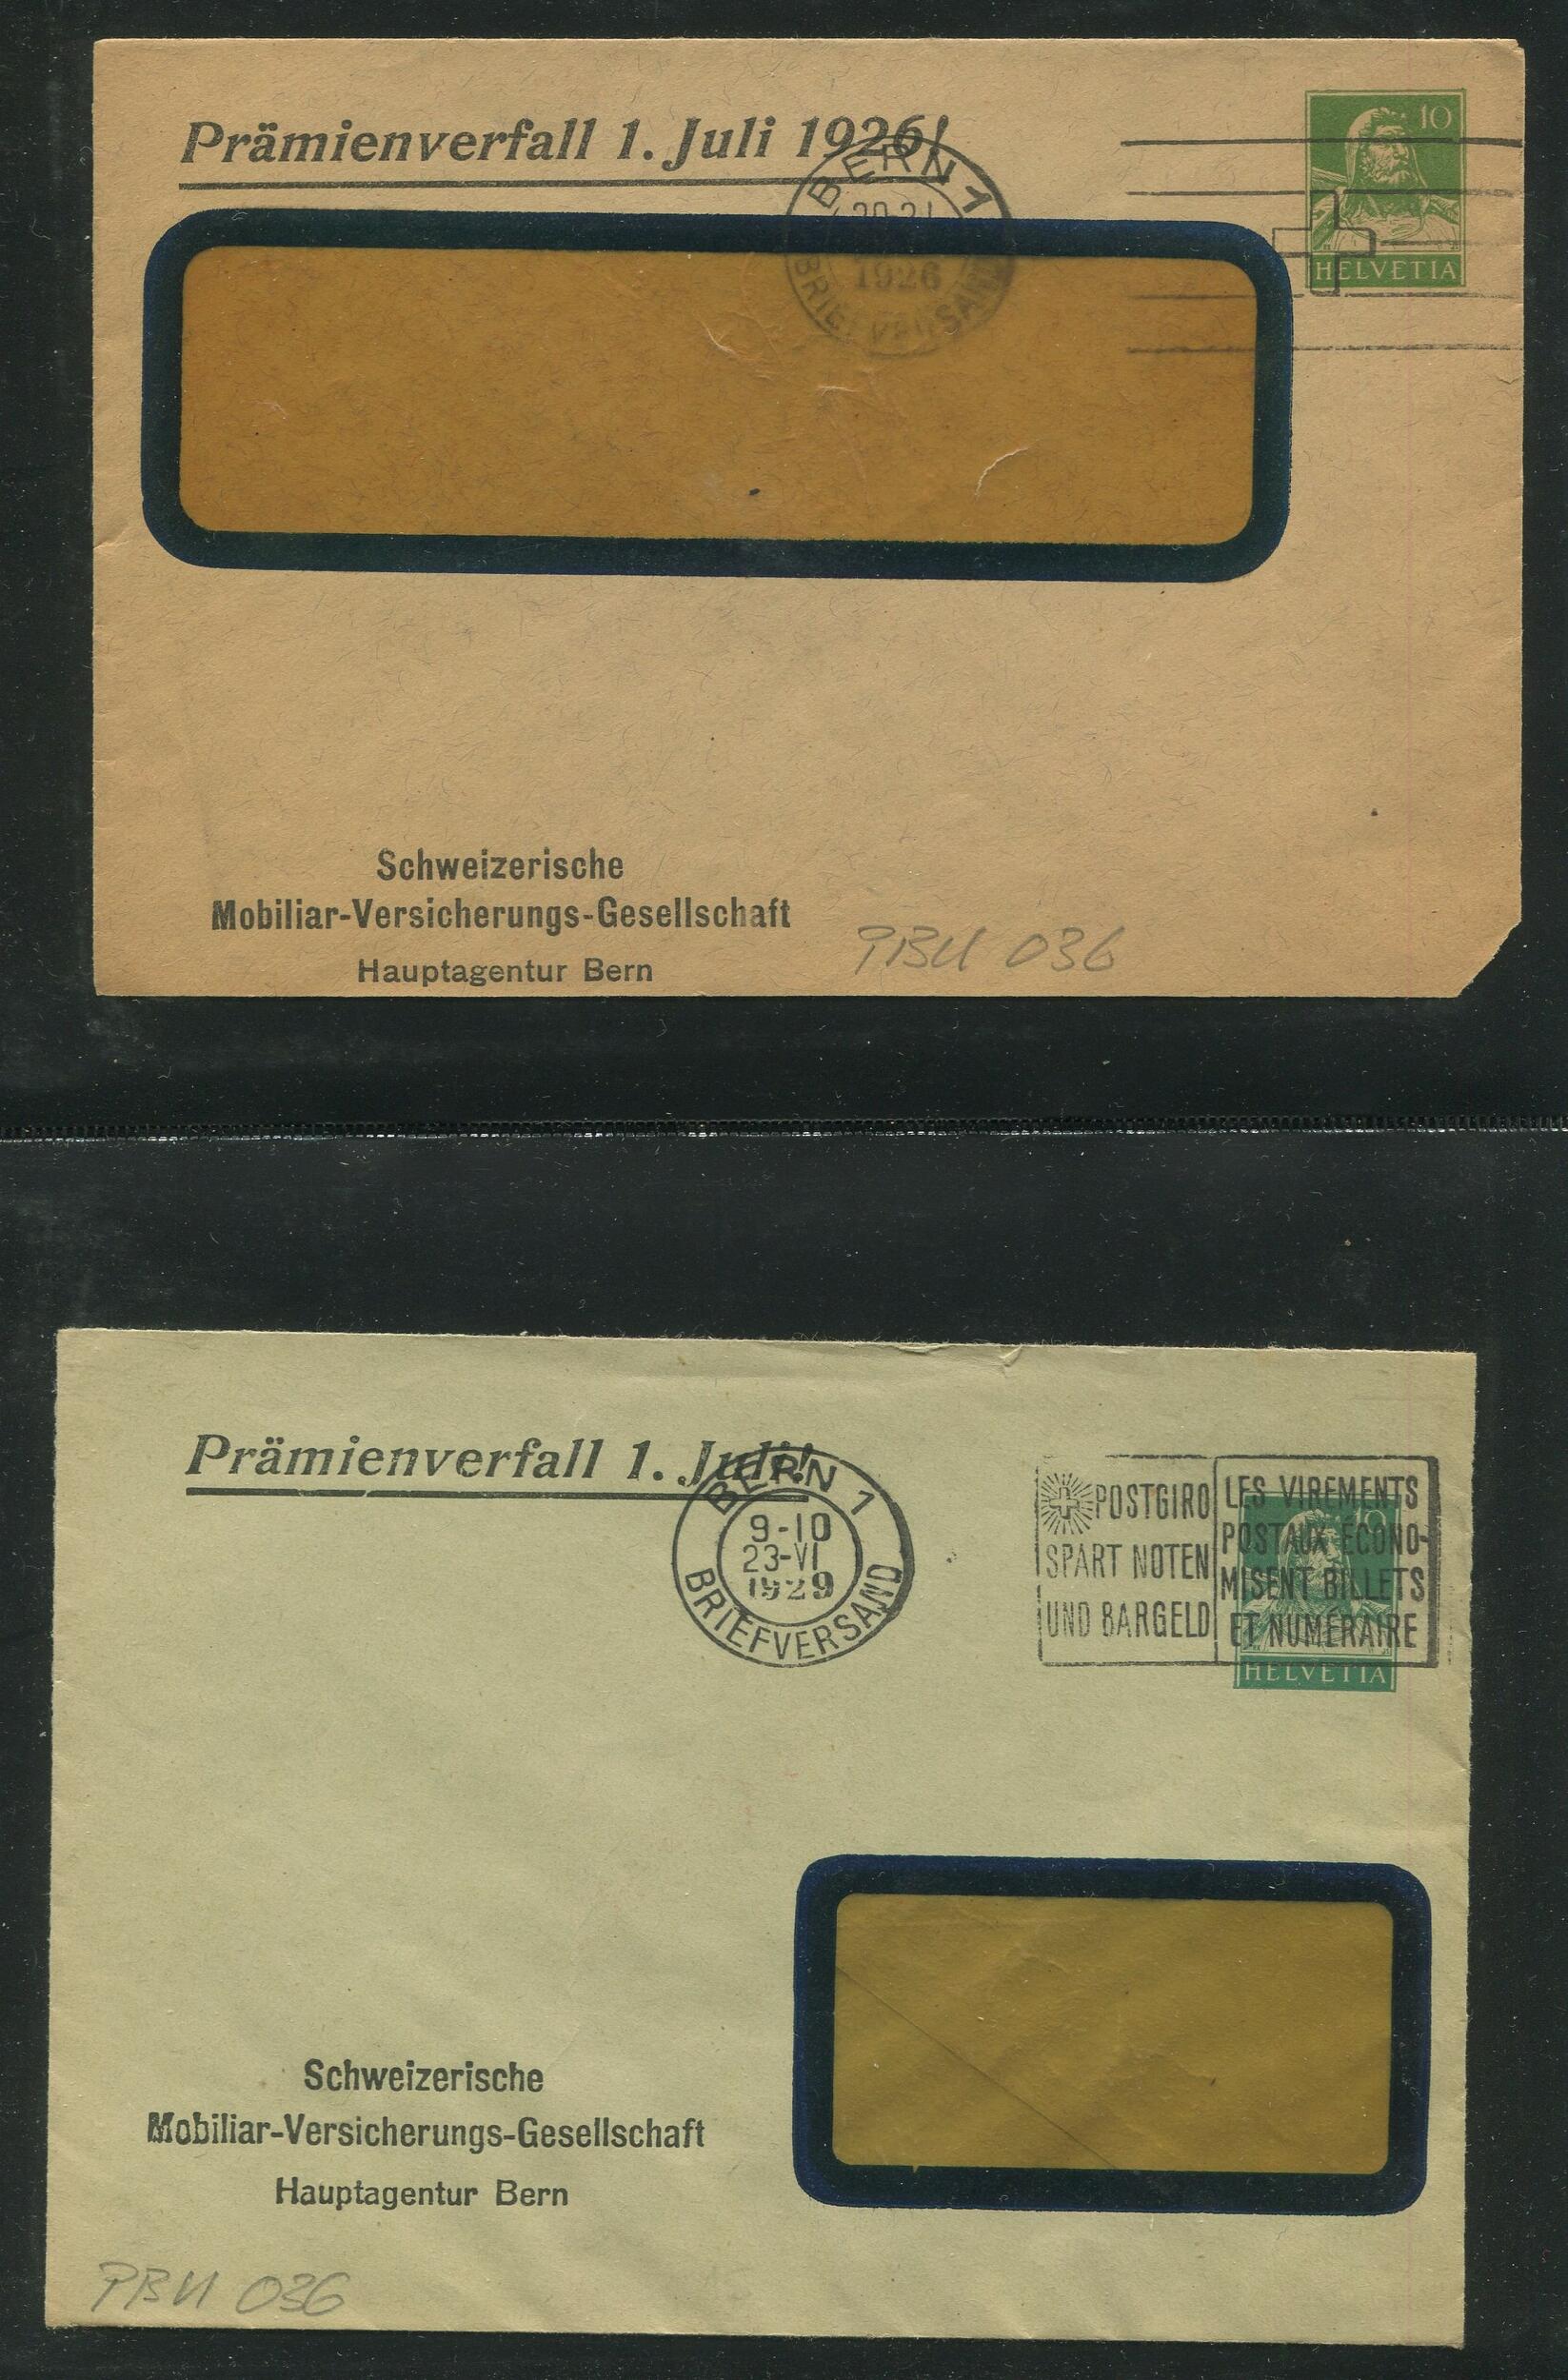 Prämienverfall 1. Juli 1926!
BERN 1
1926
BRIEFVERSAND
10
HELVETIA
Schweizerische
Mobiliar-Versicherungs-Gesellschaft
Hauptagentur Bern
PBU 036
Prämienverfall 1. Juli!
BERN 1
9-10
23-VI
1929
BRIEFVERSAND
POSTGIRO
SPART NOTEN
UND BARGELD
LES VIREMENTS
POSTAUX ÉCONO-
MISENT BILLETS
ET NUMÉRAIRE
10
HELVETIA
Schweizerische
Mobiliar-Versicherungs-Gesellschaft
Hauptagentur Bern
PBU 036